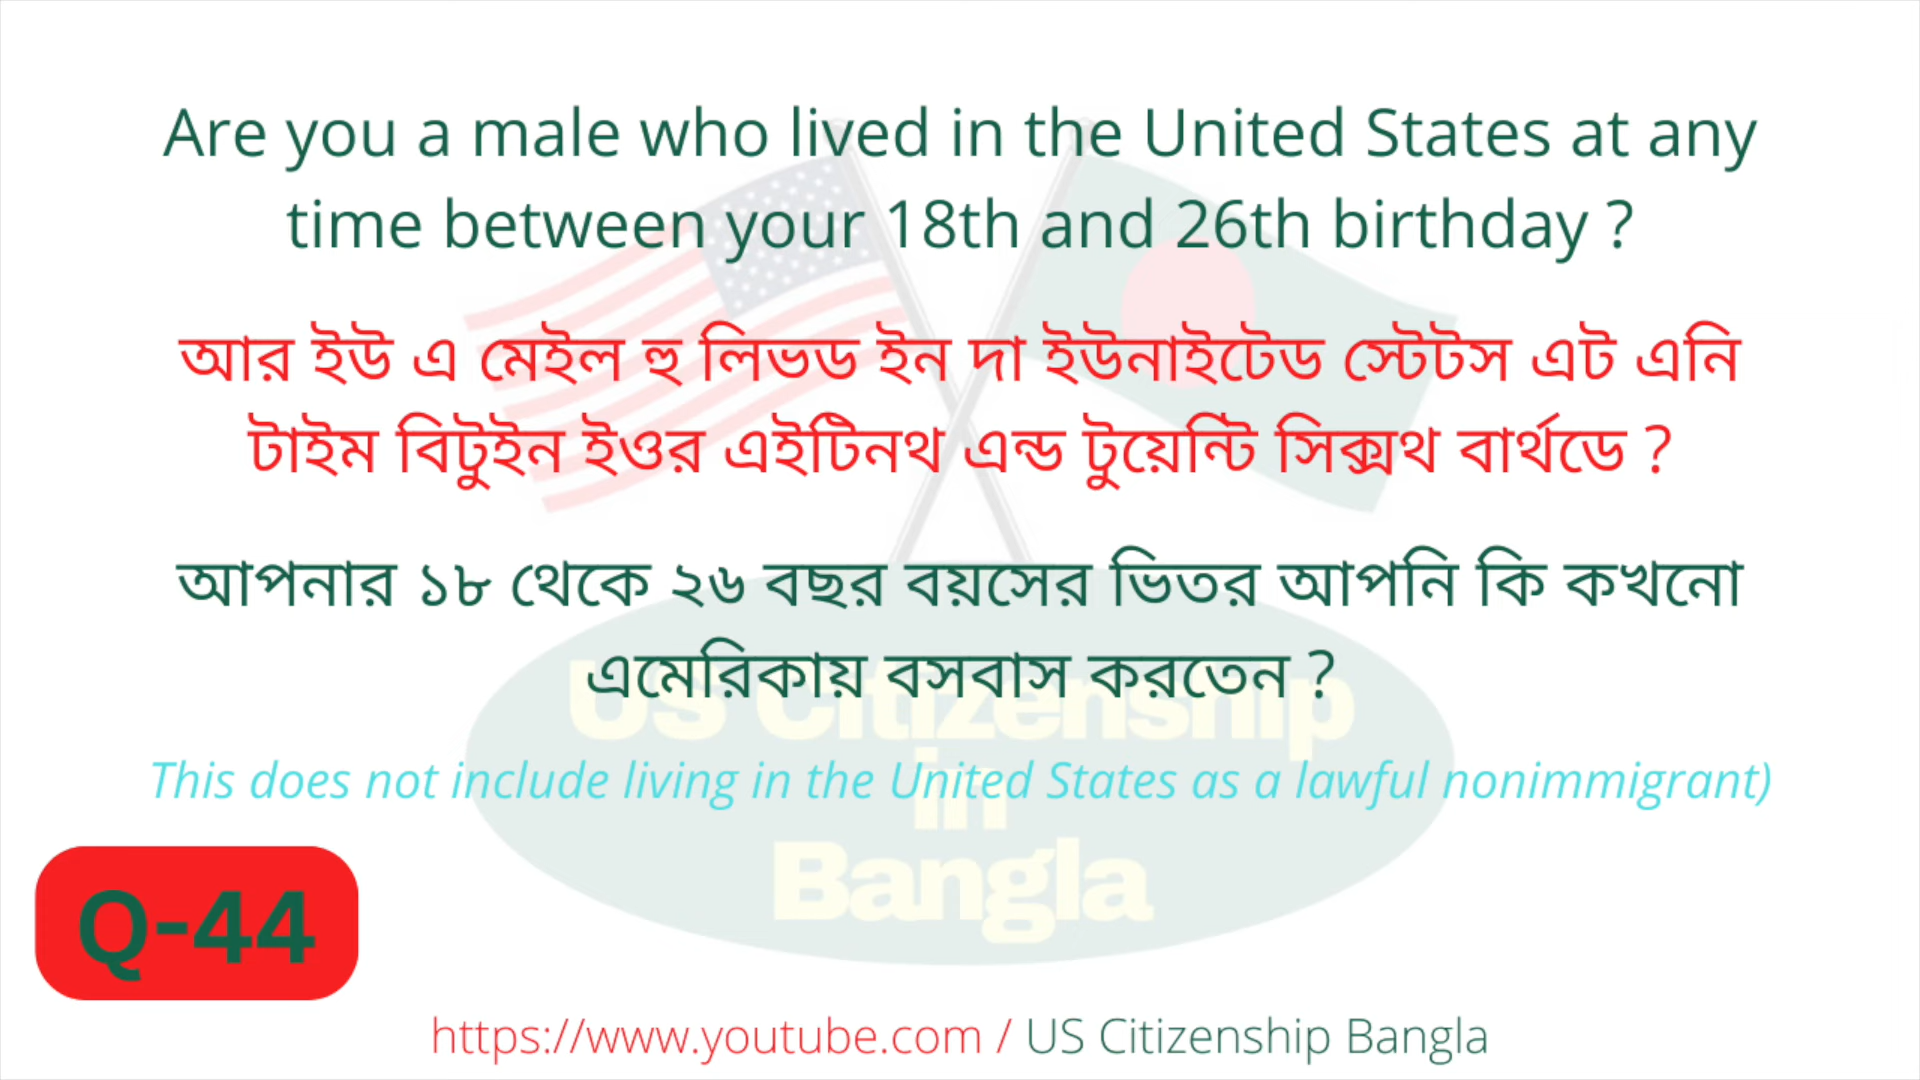 Are you a male who lived in the United States at any
time between your 18th and 26th birthday ?
আর ইউ এ মেইল হু লিভড ইন দা ইউনাইটেড স্টেটস এট এনি
টাইম বিটুইন ইওর এইটিনথ এন্ড টুয়েন্টি সিক্সথ বার্থডে ?
আপনার ১৮ থেকে ২৬ বছর বয়সের ভিতর আপনি কি কখনো
এমেরিকায় বসবাস করতেন ?
US Citizenship
in
Bangla
This does not include living in the United States as a lawful nonimmigrant)
Q-44
https://www.youtube.com / US Citizenship Bangla